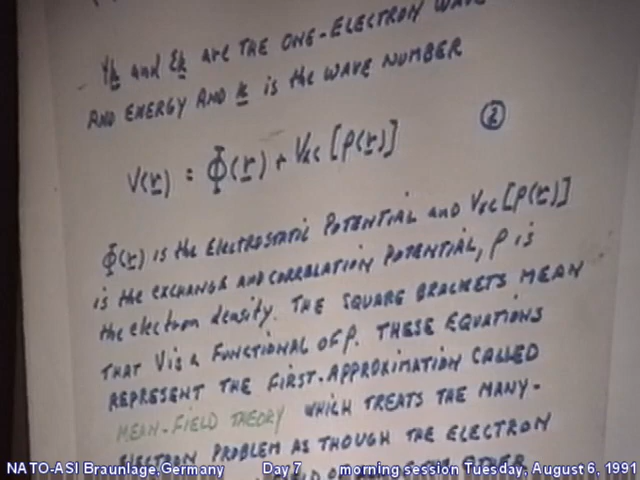 Ψk and Ek are THE ONE-ELECTRON WAVE
AND ENERGY AND k is the WAVE NUMBER
V(r) = Φ(r) + Vxc [ρ(r)] ②
Φ(r) is the ElectROSTATIC POTENTIAL and Vxc [ρ(r)]
is the EXCHANGE AND CORRELATION POTENTIAL, ρ is
the electron density. THE SQUARE BRACKETS MEAN
THAT V is a FUNCTIONAL OF ρ. THESE EQUATIONS
REPRESENT THE FIRST-APPROXIMATION CALLED
MEAN-FIELD THEORY WHICH TREATS THE MANY-
ELECTRON PROBLEM AS THOUGH THE ELECTRON
OTHER
NATO-ASI Braunlage,Germany Day 7 morning session Tuesday, August 6, 1991